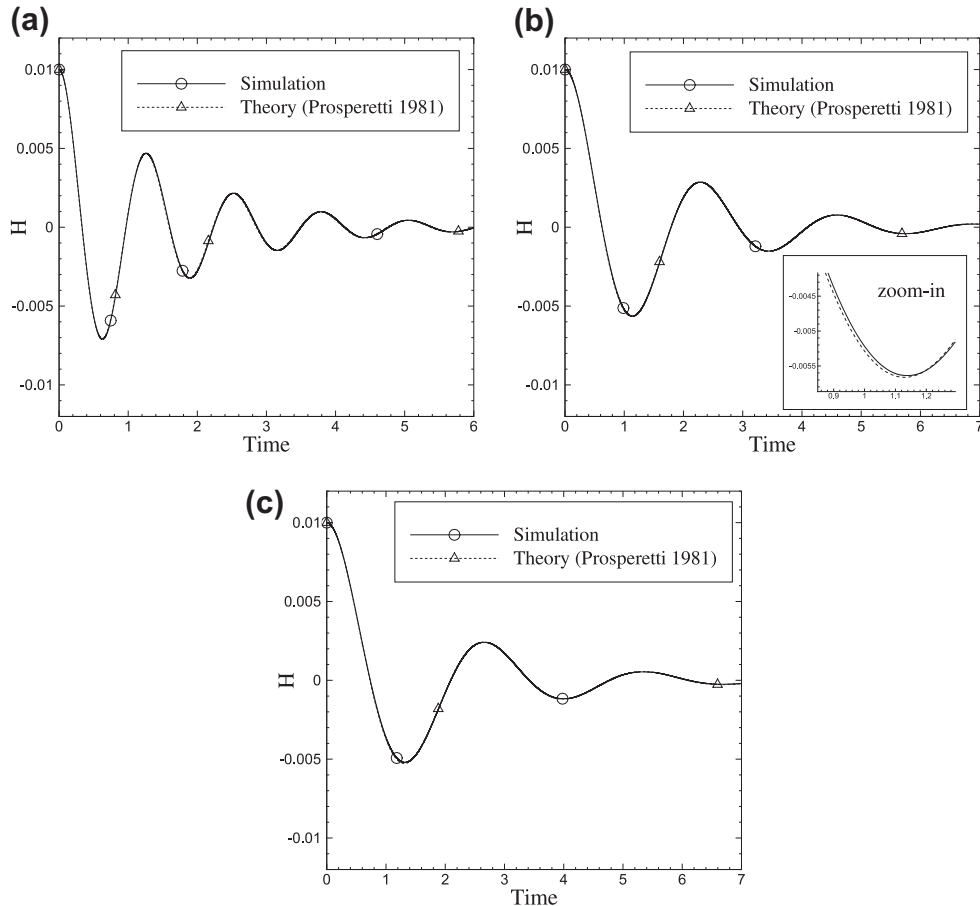 (a)
0.01
0.005
0
-0.005
-0.01
H
0 1 2 3 4 5 6
Time
Simulation
Theory (Prosperetti 1981)
(b)
0.01
0.005
0
-0.005
-0.01
H
0 1 2 3 4 5 6 7
Time
Simulation
Theory (Prosperetti 1981)
zoom-in
-0.0045
-0.005
-0.0055
0.9 1 1.1 1.2
(c)
0.01
0.005
0
-0.005
-0.01
H
0 1 2 3 4 5 6 7
Time
Simulation
Theory (Prosperetti 1981)